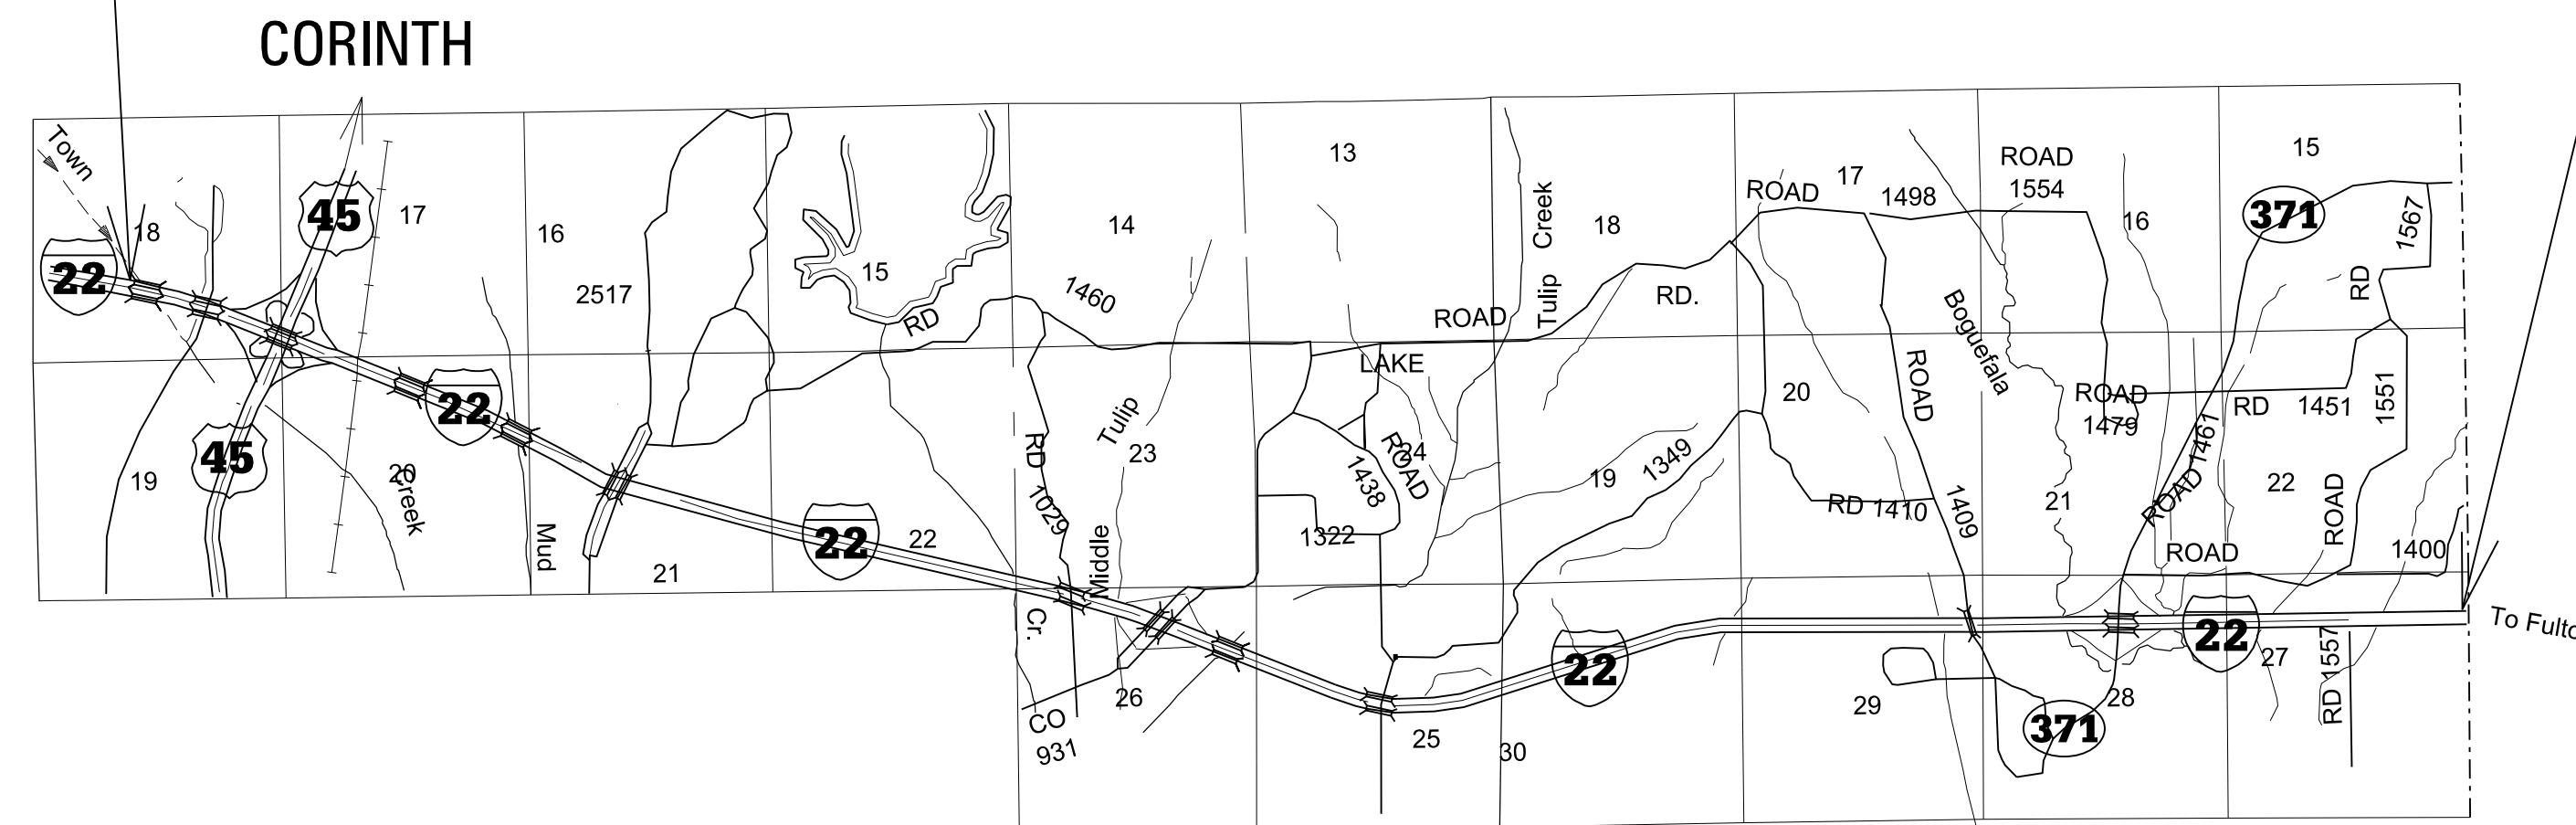 CORINTH
Town
18
22
45
17
16
2517
15
RD
14
1460
13
ROAD
Creek
Tulip
18
RD.
ROAD
17
1498
ROAD
1554
16
15
371
1567
RD
Boguefala
LAKE
22
45
19
20
Creek
Mud
21
22
22
RD
1029
Tulip
23
Middle
1438
ROAD
24
1322
19
1349
20
ROAD
RD 1410
1409
21
ROAD
1479
ROAD 1461
RD
1451
1551
22
ROAD
ROAD
1400
Cr.
CO
931
26
25
30
22
29
371
28
22
27
RD 1557
To Fulto